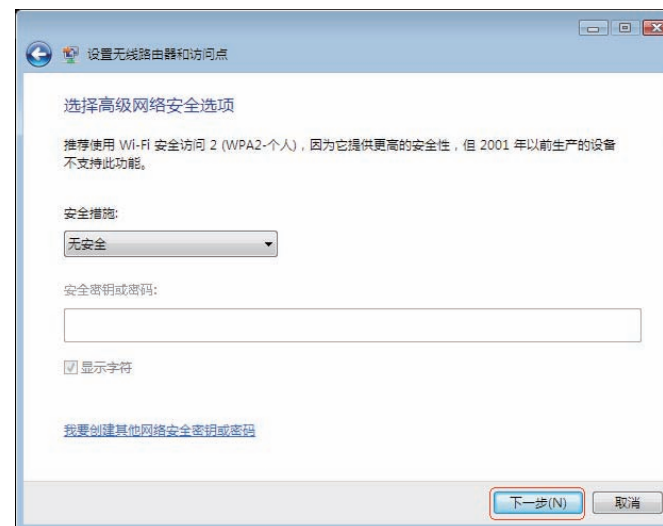 设置无线路由器和访问点
选择高级网络安全选项
推荐使用 Wi-Fi 安全访问 2 (WPA2-个人)，因为它提供更高的安全性，但 2001 年以前生产的设备
不支持此功能。
安全措施:
无安全
安全密钥或密码:
显示字符
我要创建其他网络安全密钥或密码
下一步(N)
取消